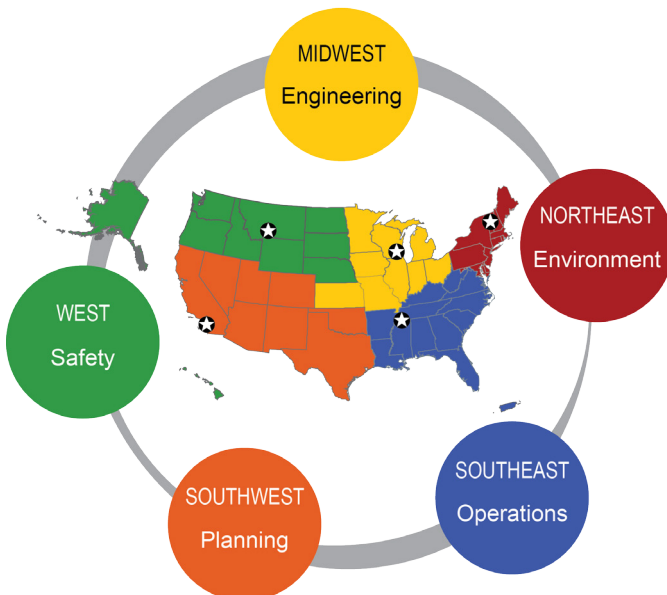 MIDWEST
Engineering
NORTHEAST
Environment
WEST
Safety
SOUTHEAST
Operations
SOUTHWEST
Planning